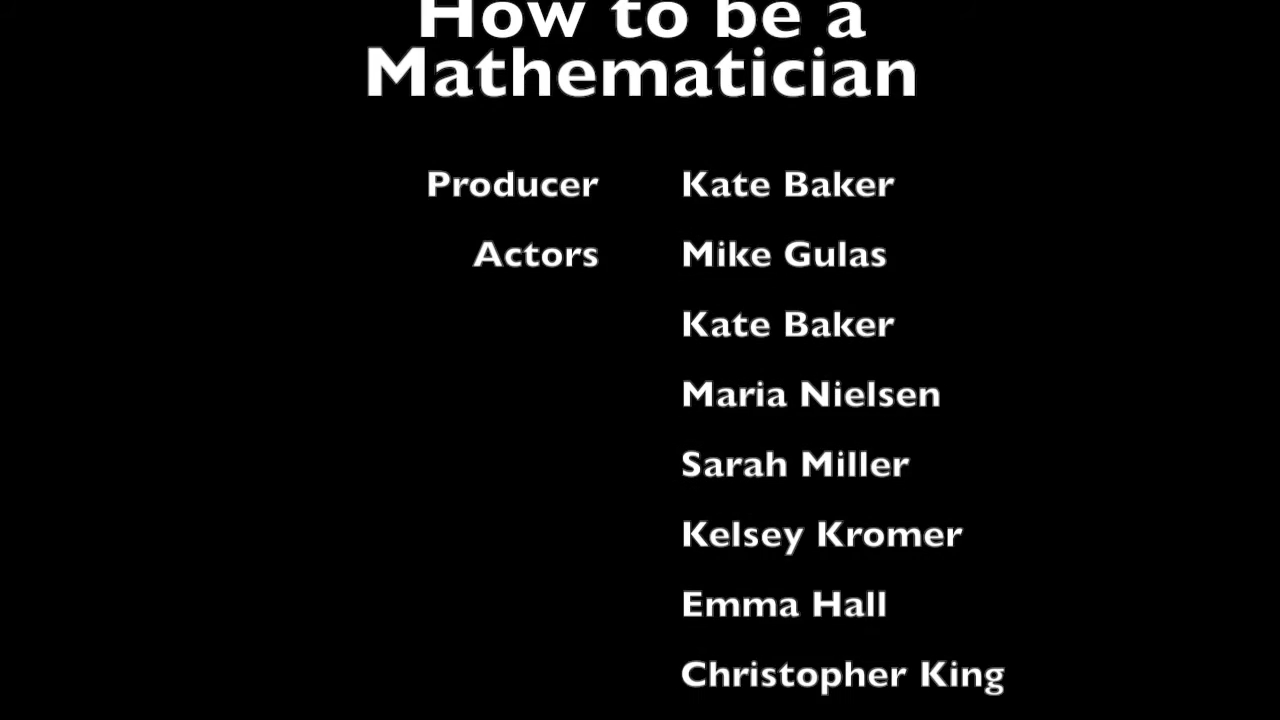 How to be a
Mathematician
Producer Kate Baker
Actors Mike Gulas
Kate Baker
Maria Nielsen
Sarah Miller
Kelsey Kromer
Emma Hall
Christopher King